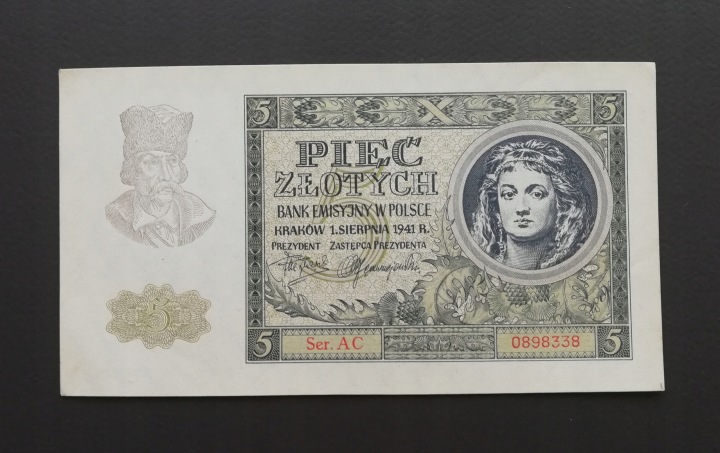 5 5
PIĘĆ
ZŁOTYCH
BANK EMISYJNY W POLSCE
KRAKÓW 1. SIERPNIA 1941 R.
PREZYDENT ZASTĘPCA PREZYDENTA
5
5 Ser. AC 0898338 5